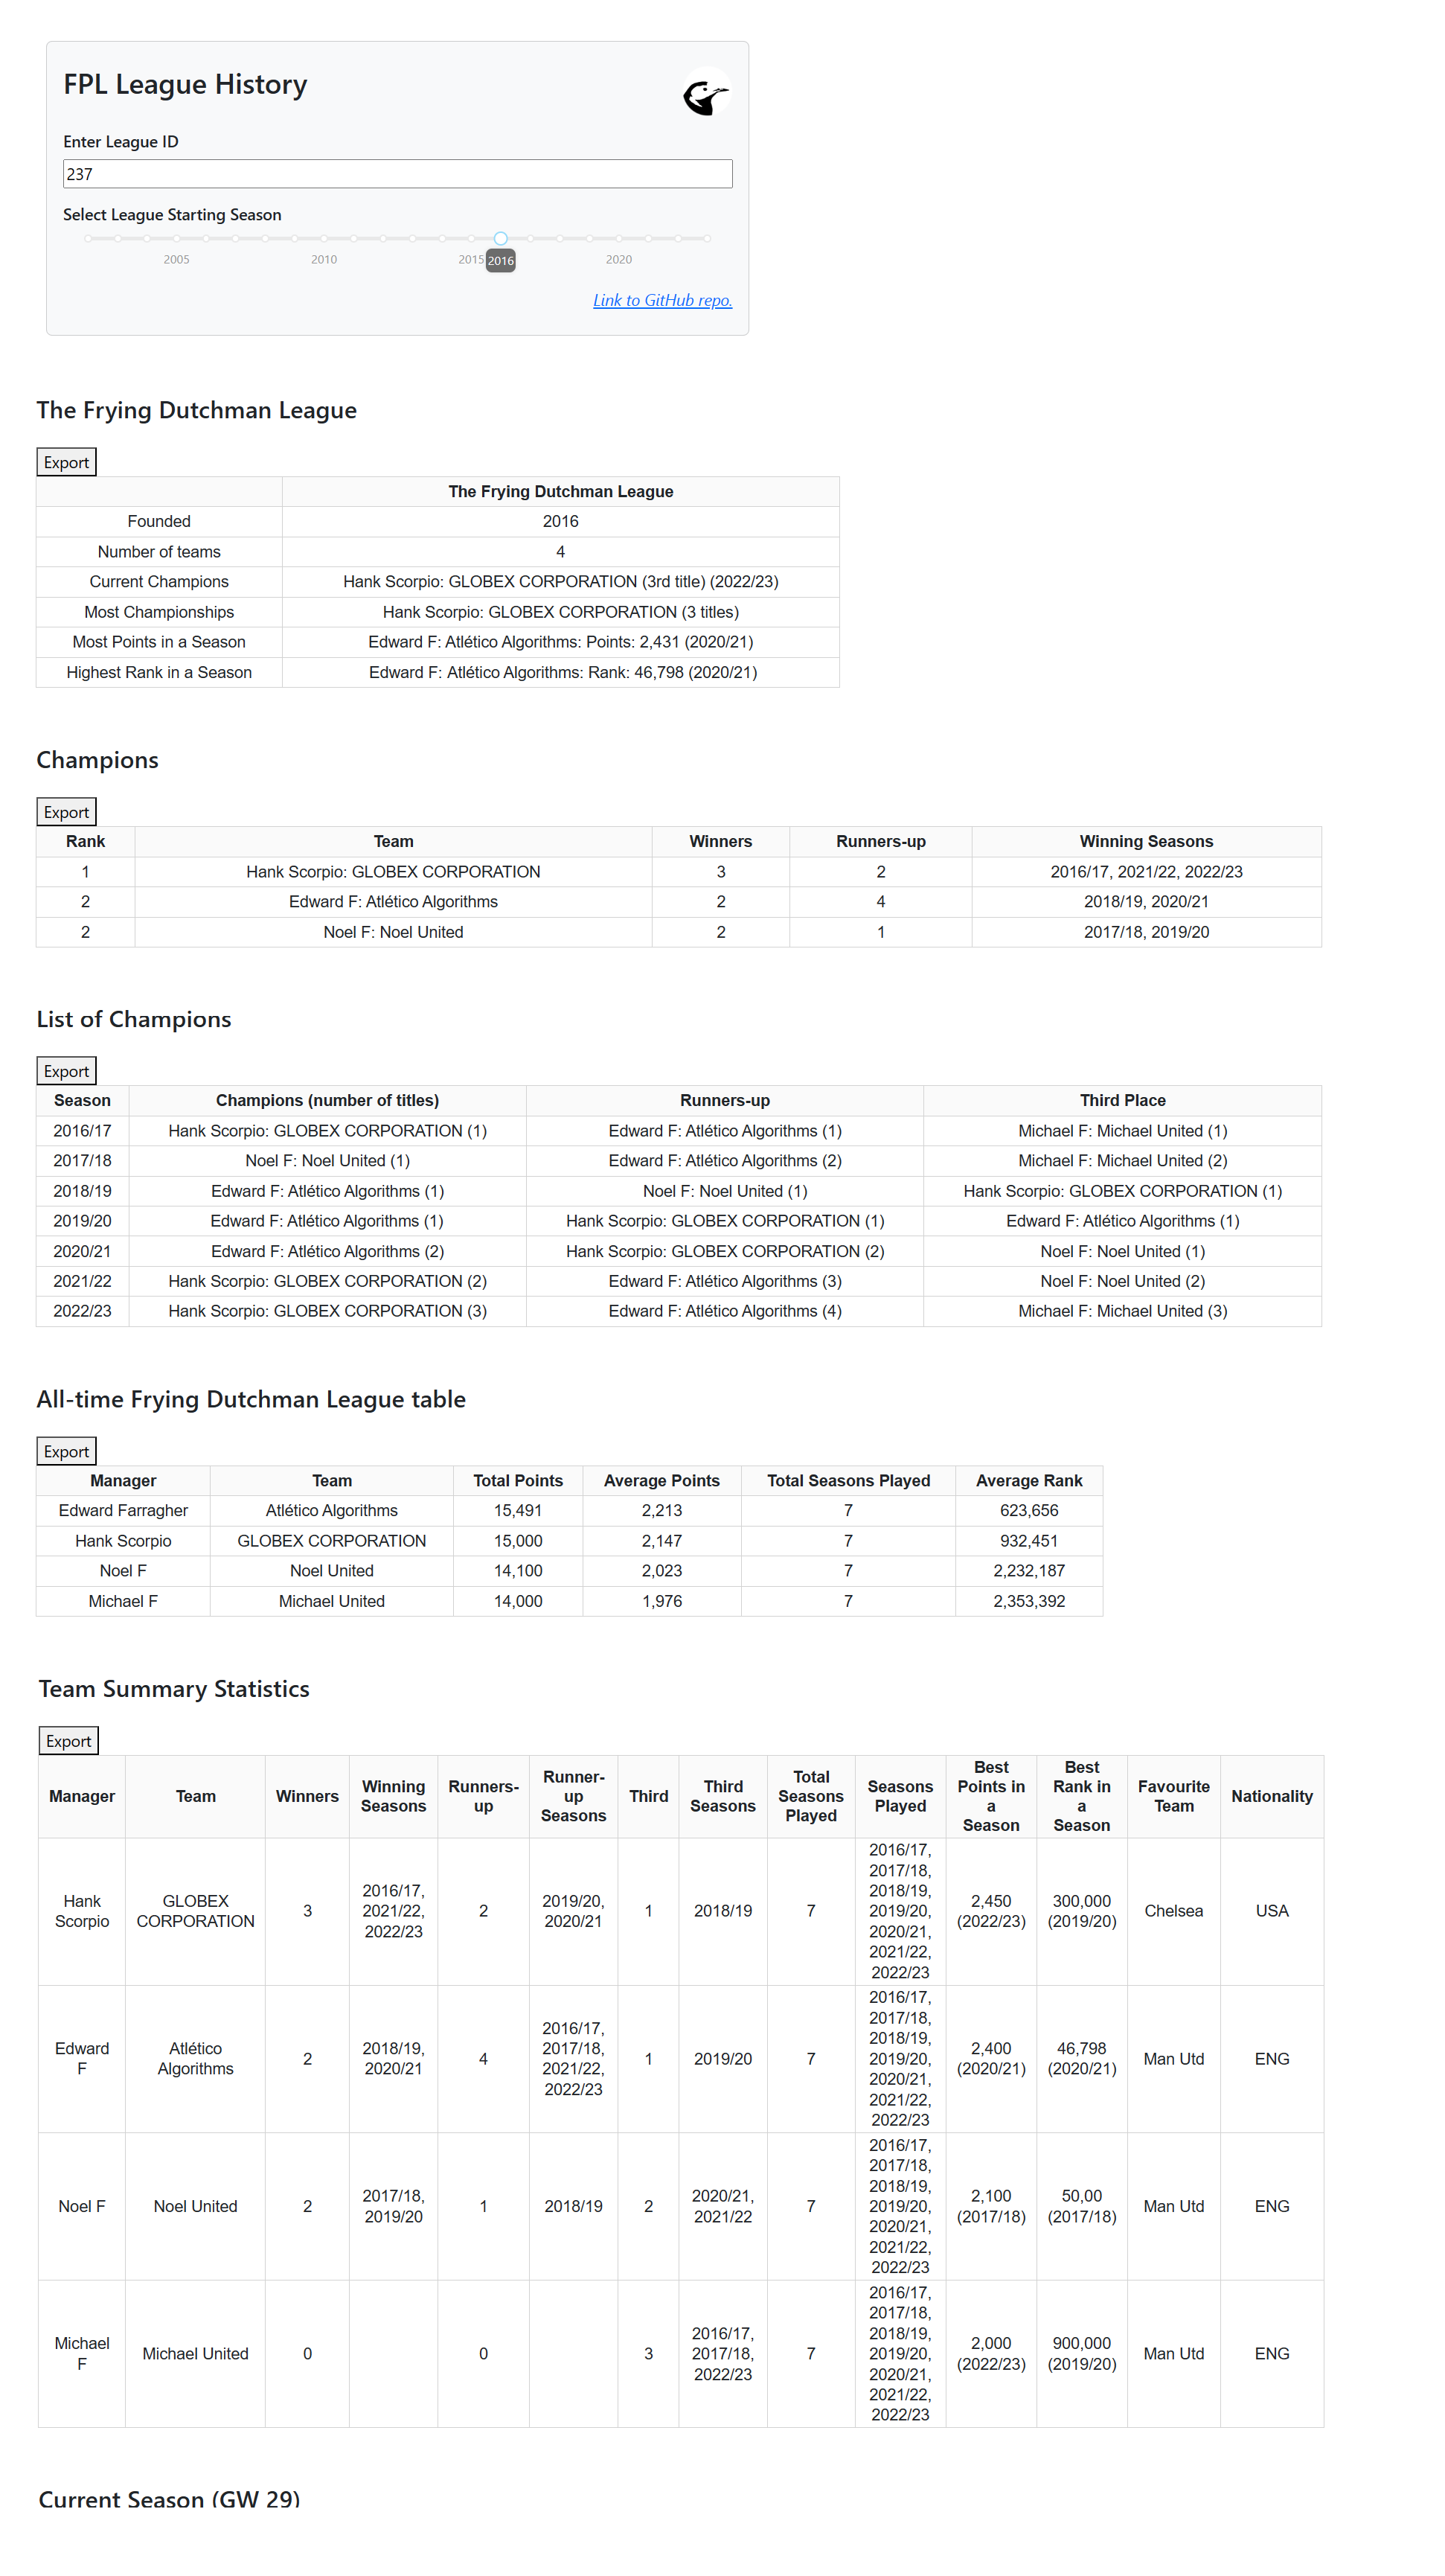 FPL League History
Enter League ID
237
Select League Starting Season
2005 2010 2015 2016 2020
Link to GitHub repo.
The Frying Dutchman League
Export
The Frying Dutchman League
Founded 2016
Number of teams 4
Current Champions Hank Scorpio: GLOBEX CORPORATION (3rd title) (2022/23)
Most Championships Hank Scorpio: GLOBEX CORPORATION (3 titles)
Most Points in a Season Edward F: Atlético Algorithms: Points: 2,431 (2020/21)
Highest Rank in a Season Edward F: Atlético Algorithms: Rank: 46,798 (2020/21)
Champions
Export
Rank Team Winners Runners-up Winning Seasons
1 Hank Scorpio: GLOBEX CORPORATION 3 2 2016/17, 2021/22, 2022/23
2 Edward F: Atlético Algorithms 2 4 2018/19, 2020/21
2 Noel F: Noel United 2 1 2017/18, 2019/20
List of Champions
Export
Season Champions (number of titles) Runners-up Third Place
2016/17 Hank Scorpio: GLOBEX CORPORATION (1) Edward F: Atlético Algorithms (1) Michael F: Michael United (1)
2017/18 Noel F: Noel United (1) Edward F: Atlético Algorithms (2) Michael F: Michael United (2)
2018/19 Edward F: Atlético Algorithms (1) Noel F: Noel United (1) Hank Scorpio: GLOBEX CORPORATION (1)
2019/20 Edward F: Atlético Algorithms (1) Hank Scorpio: GLOBEX CORPORATION (1) Edward F: Atlético Algorithms (1)
2020/21 Edward F: Atlético Algorithms (2) Hank Scorpio: GLOBEX CORPORATION (2) Noel F: Noel United (1)
2021/22 Hank Scorpio: GLOBEX CORPORATION (2) Edward F: Atlético Algorithms (3) Noel F: Noel United (2)
2022/23 Hank Scorpio: GLOBEX CORPORATION (3) Edward F: Atlético Algorithms (4) Michael F: Michael United (3)
All-time Frying Dutchman League table
Export
Manager Team Total Points Average Points Total Seasons Played Average Rank
Edward Farragher Atlético Algorithms 15,491 2,213 7 623,656
Hank Scorpio GLOBEX CORPORATION 15,000 2,147 7 932,451
Noel F Noel United 14,100 2,023 7 2,232,187
Michael F Michael United 14,000 1,976 7 2,353,392
Team Summary Statistics
Export
Manager Team Winners Winning Seasons Runners-up Runner-up Seasons Third Third Seasons Total Seasons Played Seasons Played Best Points in a Season Best Rank in a Season Favourite Team Nationality
Hank Scorpio GLOBEX CORPORATION 3 2016/17, 2021/22, 2022/23 2 2019/20, 2020/21 1 2018/19 7 2016/17, 2017/18, 2018/19, 2019/20, 2020/21, 2021/22, 2022/23 2,450 (2022/23) 300,000 (2019/20) Chelsea USA
Edward F Atlético Algorithms 2 2018/19, 2020/21 4 2016/17, 2017/18, 2021/22, 2022/23 1 2019/20 7 2016/17, 2017/18, 2018/19, 2019/20, 2020/21, 2021/22, 2022/23 2,400 (2020/21) 46,798 (2020/21) Man Utd ENG
Noel F Noel United 2 2017/18, 2019/20 1 2018/19 2 2020/21, 2021/22 7 2016/17, 2017/18, 2018/19, 2019/20, 2020/21, 2021/22, 2022/23 2,100 (2017/18) 50,00 (2017/18) Man Utd ENG
Michael F Michael United 0 0 3 2016/17, 2017/18, 2022/23 7 2016/17, 2017/18, 2018/19, 2019/20, 2020/21, 2021/22, 2022/23 2,000 (2022/23) 900,000 (2019/20) Man Utd ENG
Current Season (GW 29)